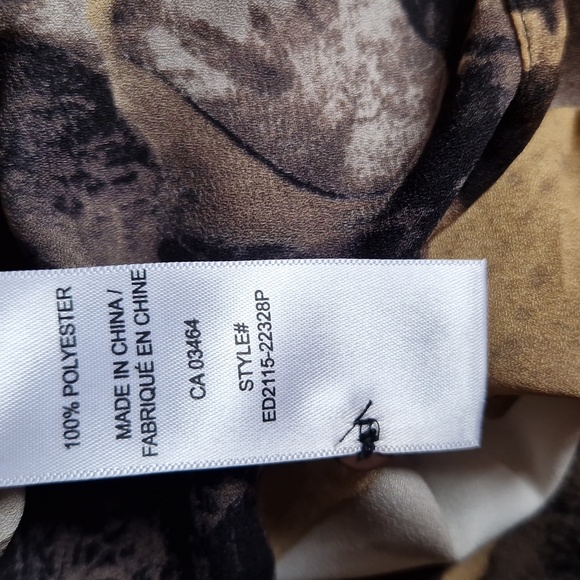 100% POLYESTER
MADE IN CHINA /
FABRIQUÉ EN CHINE
CA 03464
STYLE#
ED2115-22328P